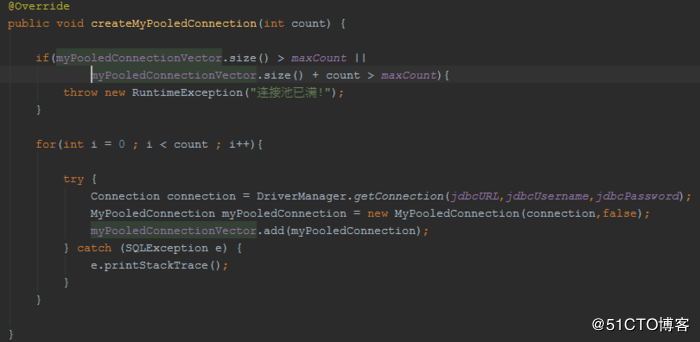 @Override
public void createMyPooledConnection(int count) {
if(myPooledConnectionVector.size() > maxCount ||
myPooledConnectionVector.size() + count > maxCount){
throw new RuntimeException("连接池已满!");
}
for(int i = 0 ; i < count ; i++){
try {
Connection connection = DriverManager.getConnection(jdbcURL,jdbcUsername,jdbcPassword);
MyPooledConnection myPooledConnection = new MyPooledConnection(connection,false);
myPooledConnectionVector.add(myPooledConnection);
} catch (SQLException e) {
e.printStackTrace();
}
}
}
@51CTO博客